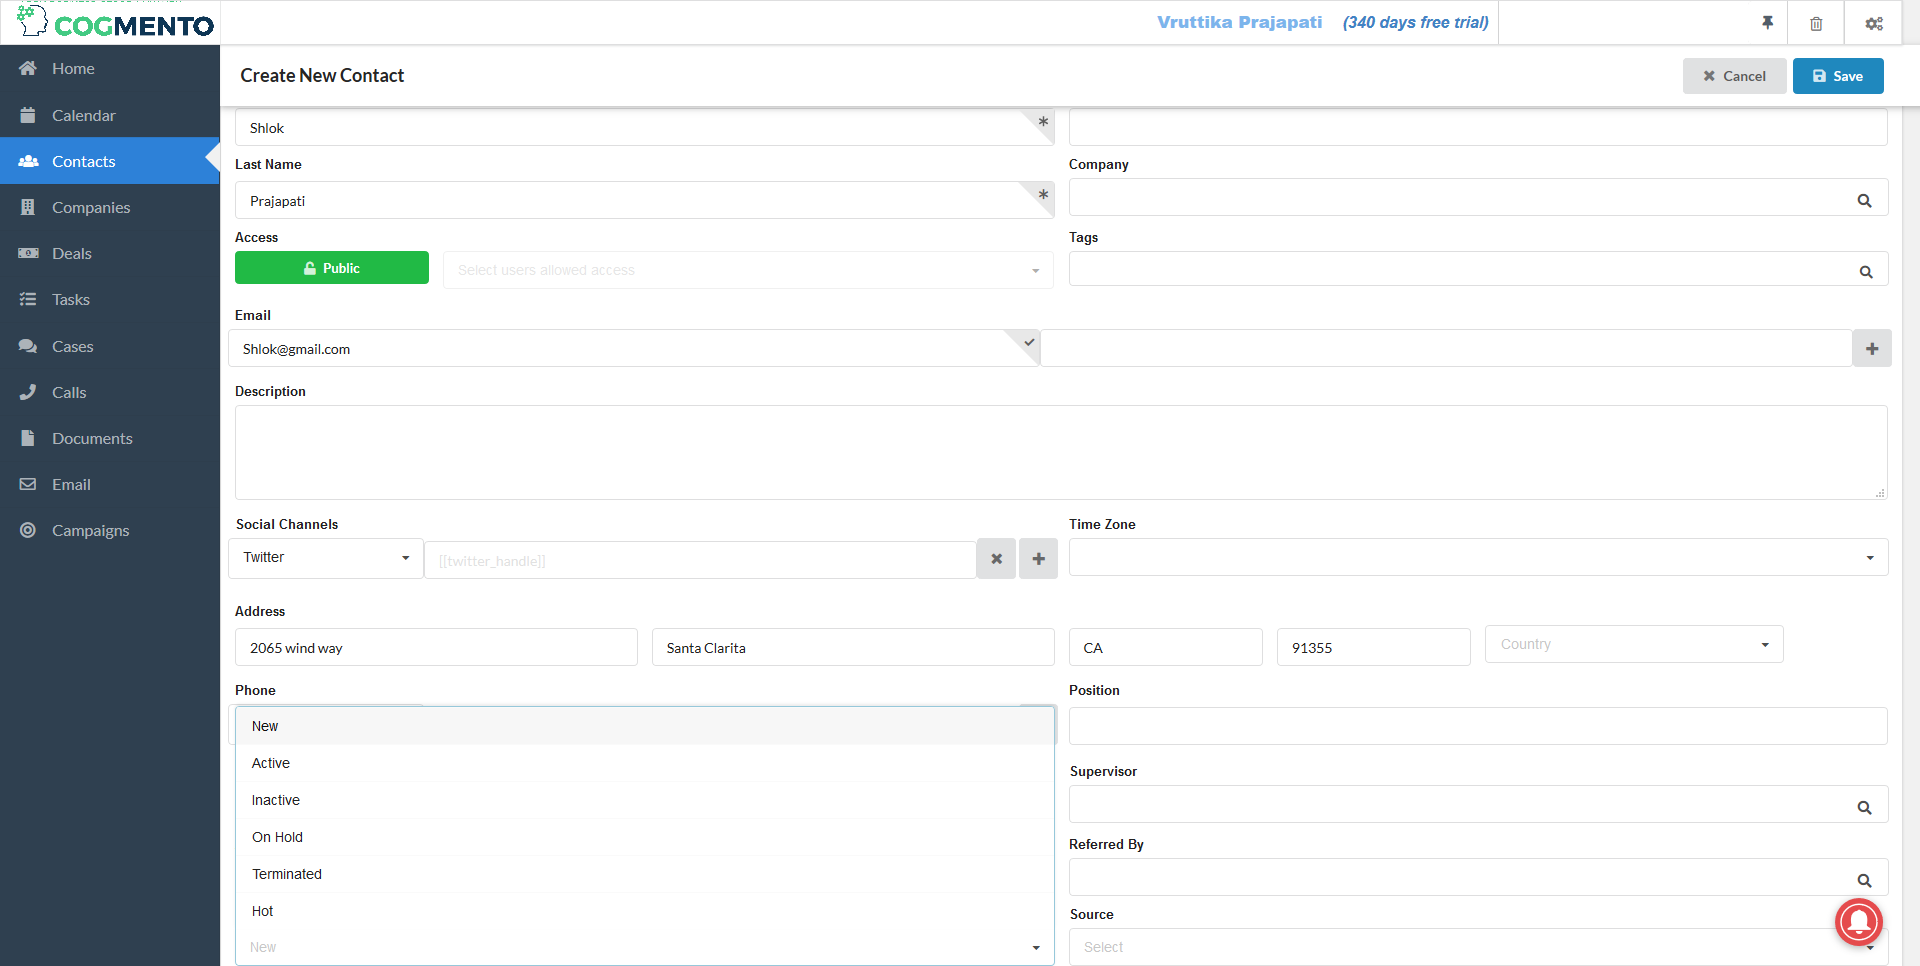 COGMENTO
Vruttika Prajapati (340 days free trial)
Create New Contact
Cancel
Save
Home
Calendar
Contacts
Companies
Deals
Tasks
Cases
Calls
Documents
Email
Campaigns
Shlok
Last Name
Company
Prajapati
Access
Tags
Public
Select users allowed access
Email
Shlok@gmail.com
Description
Social Channels
Time Zone
Twitter
[[twitter_handle]]
Address
2065 wind way
Santa Clarita
CA
91355
Country
Phone
Position
New
Active
Supervisor
Inactive
On Hold
Referred By
Terminated
Hot
Source
New
Select